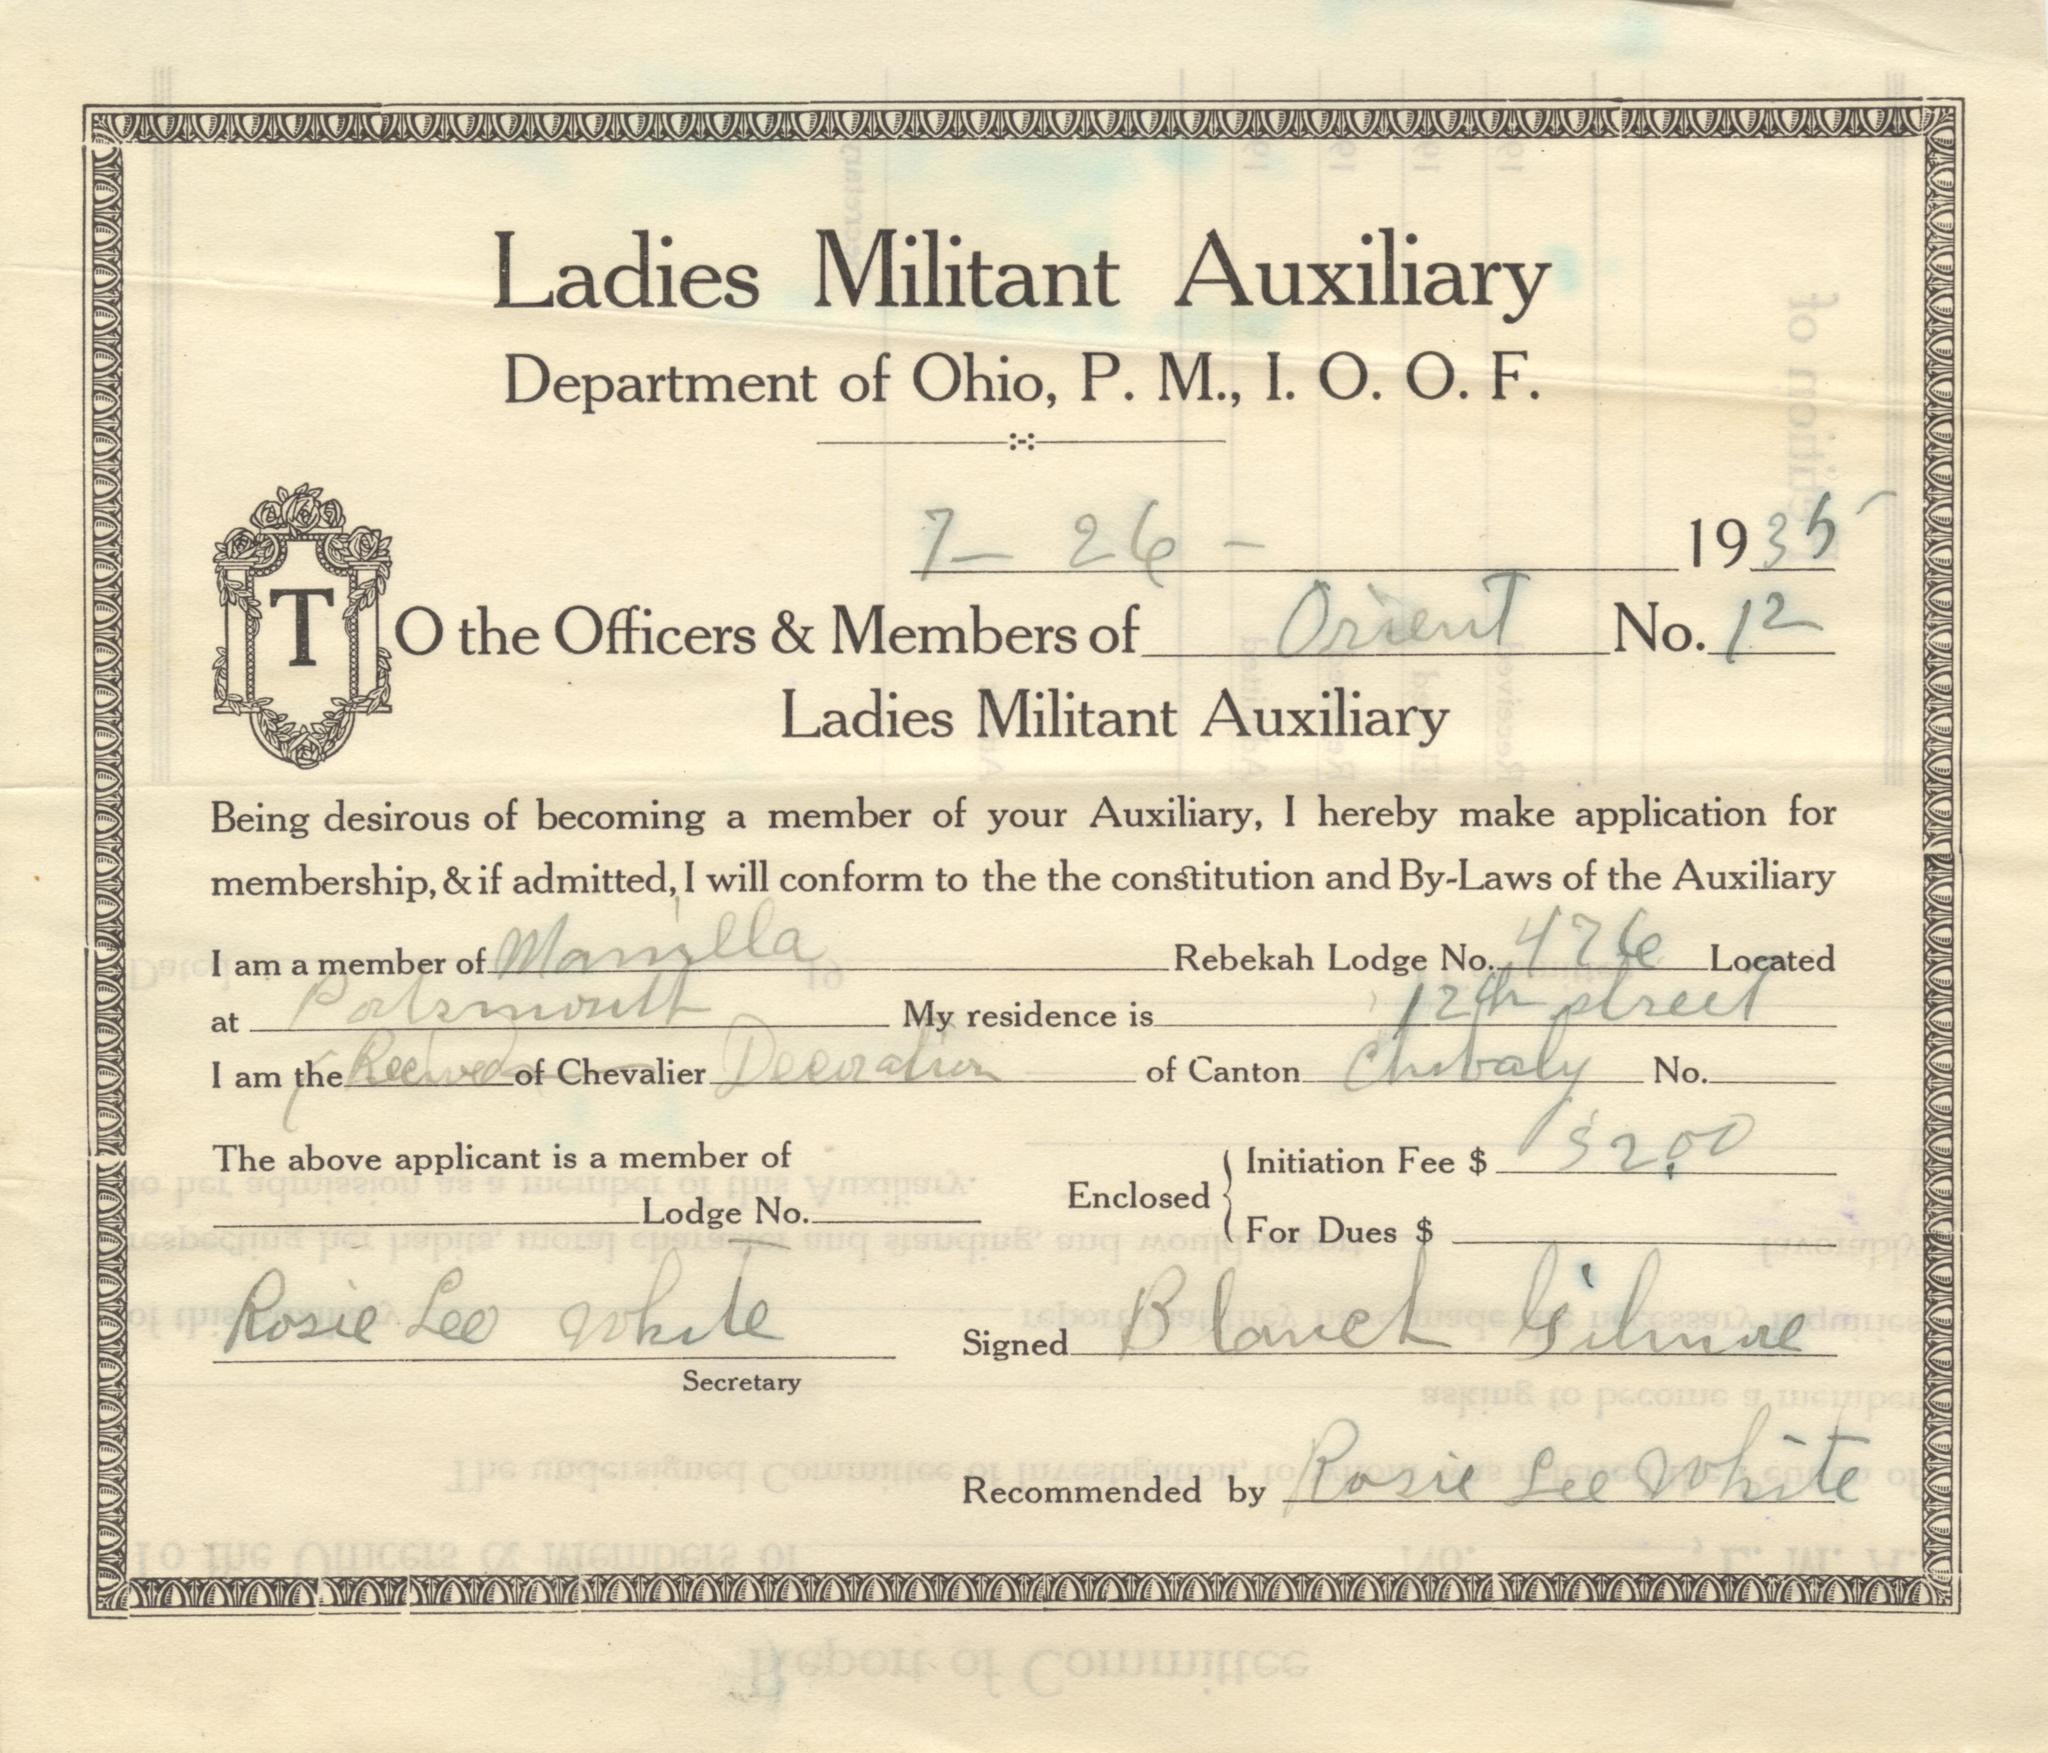 Ladies Militant Auxiliary
Department of Ohio, P. M., I. O. O. F.
7 - 26 - 1935
TO the Officers & Members of Orient No. 12
Ladies Militant Auxiliary
Being desirous of becoming a member of your Auxiliary, I hereby make application for
membership, & if admitted, I will conform to the the constitution and By-Laws of the Auxiliary
I am a member of Manilla Rebekah Lodge No. 476 Located
at Portsmouth My residence is 12th street
I am the Recived of Chevalier Decoration of Canton Chivaly No.
The above applicant is a member of
Lodge No.
Enclosed
Initiation Fee $ $2.00
For Dues $
Rosie Lee White
Secretary
Signed Blanch Gilmore
Recommended by Rosie Lee White